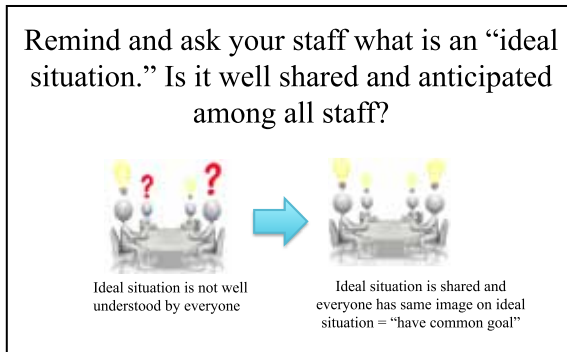 Remind and ask your staff what is an “ideal
situation.” Is it well shared and anticipated
among all staff?
? ?
Ideal situation is not well
understood by everyone
Ideal situation is shared and
everyone has same image on ideal
situation = “have common goal”